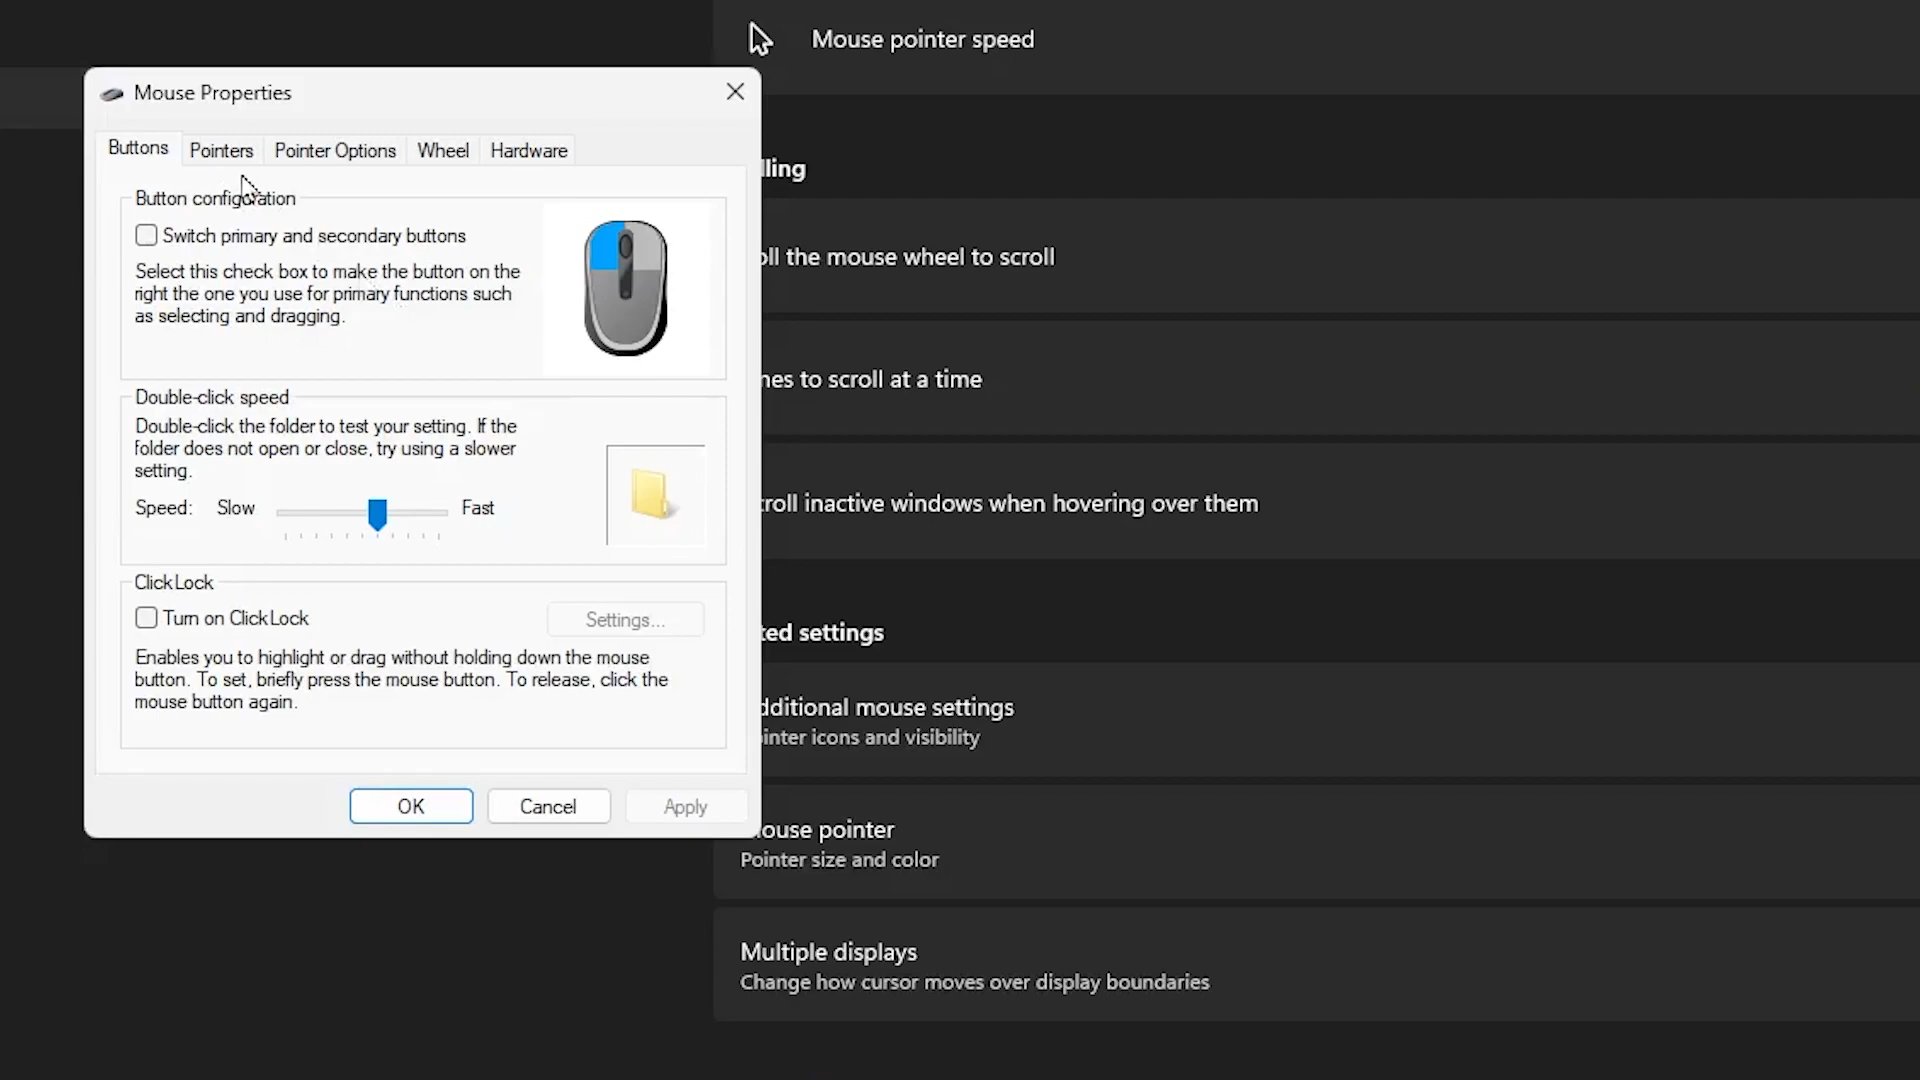 Mouse pointer speed
Mouse Properties
Buttons
Pointers
Pointer Options
Wheel
Hardware
Button configuration
Switch primary and secondary buttons
Select this check box to make the button on the
right the one you use for primary functions such
as selecting and dragging.
Double-click speed
Double-click the folder to test your setting. If the
folder does not open or close, try using a slower
setting.
Speed:
Slow
Fast
ClickLock
Turn on ClickLock
Settings...
Enables you to highlight or drag without holding down the mouse
button. To set, briefly press the mouse button. To release, click the
mouse button again.
OK
Cancel
Apply
lling
oll the mouse wheel to scroll
nes to scroll at a time
croll inactive windows when hovering over them
ted settings
dditional mouse settings
inter icons and visibility
ouse pointer
Pointer size and color
Multiple displays
Change how cursor moves over display boundaries